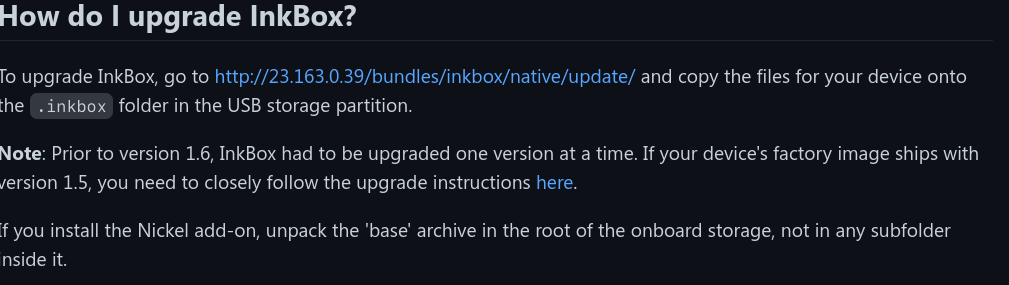 How do I upgrade InkBox?
To upgrade InkBox, go to http://23.163.0.39/bundles/inkbox/native/update/ and copy the files for your device onto
the .inkbox folder in the USB storage partition.
Note: Prior to version 1.6, InkBox had to be upgraded one version at a time. If your device's factory image ships with
version 1.5, you need to closely follow the upgrade instructions here.
If you install the Nickel add-on, unpack the 'base' archive in the root of the onboard storage, not in any subfolder
inside it.